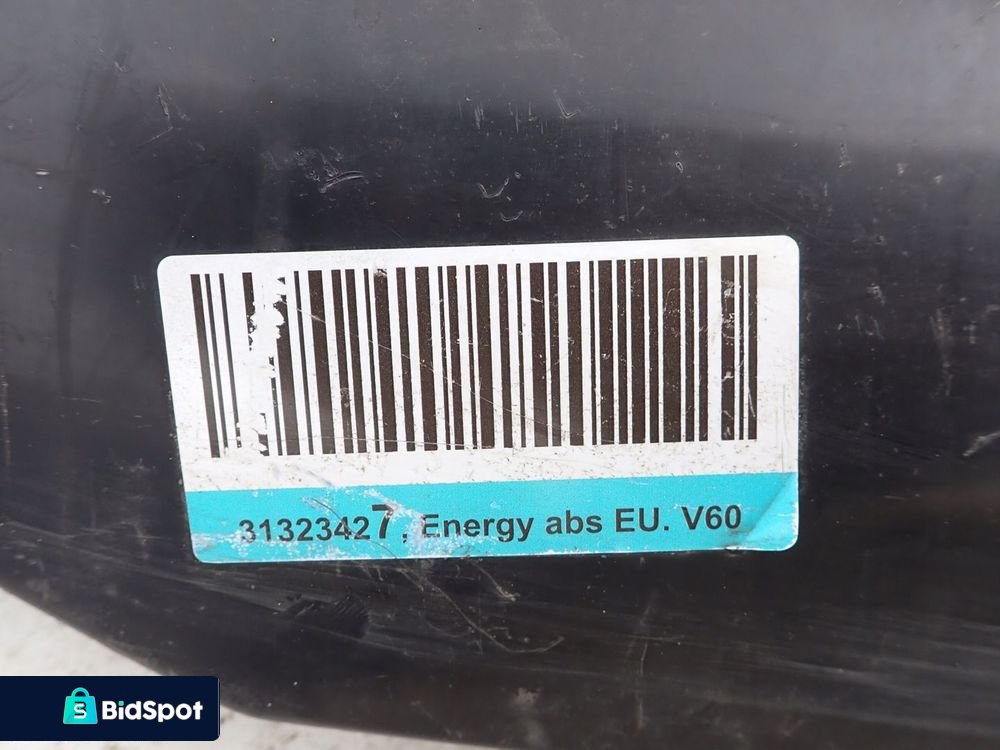 31323427, Energy abs EU. V60
S BidSpot